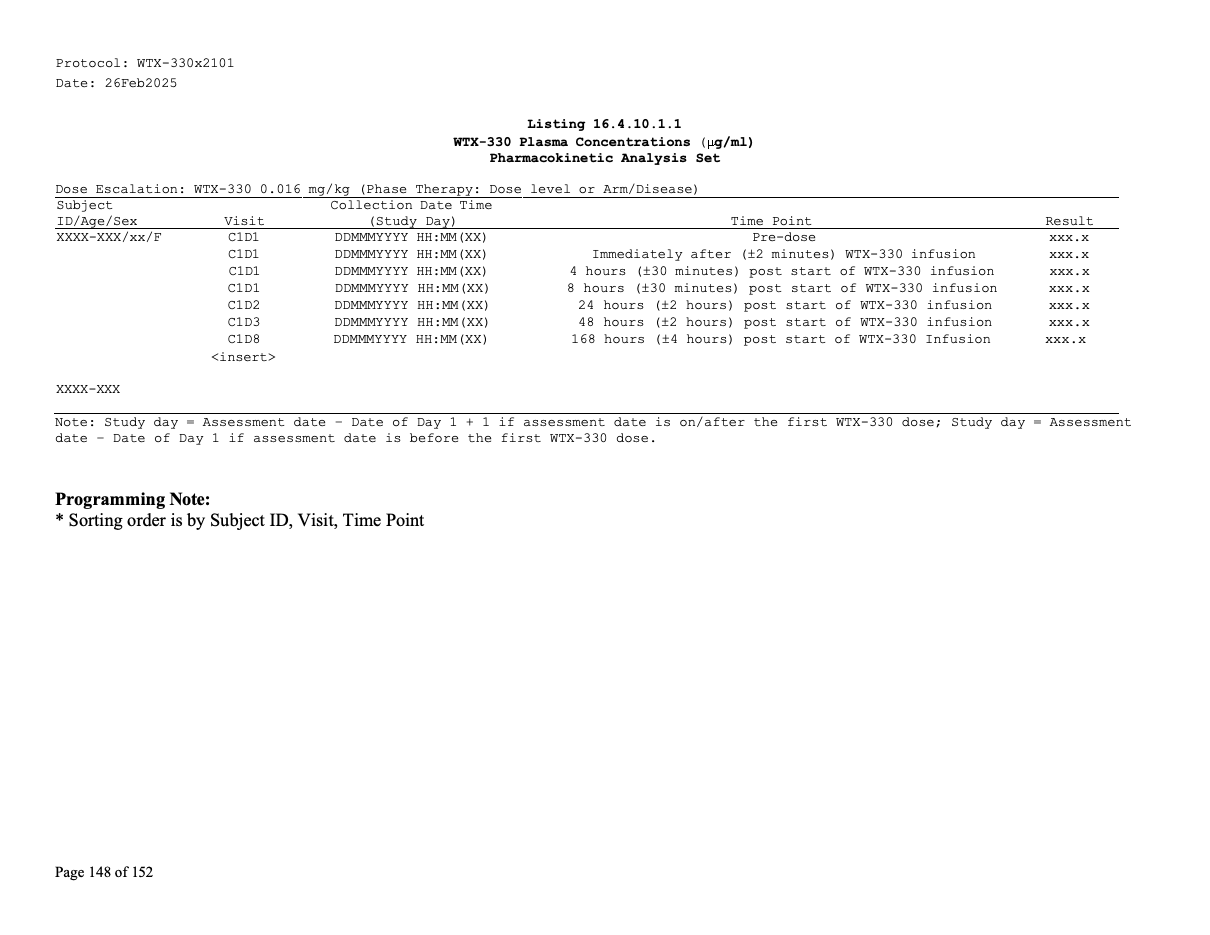 Protocol: WTX-330x2101
Date: 26Feb2025
Listing 16.4.10.1.1
WTX-330 Plasma Concentrations (µg/ml)
Pharmacokinetic Analysis Set
Dose Escalation: WTX-330 0.016 mg/kg (Phase Therapy: Dose level or Arm/Disease)
Subject Collection Date Time
ID/Age/Sex Visit (Study Day) Time Point Result
XXXX-XXX/xx/F C1D1 DDMMMYYYY HH:MM(XX) Pre-dose xxx.x
C1D1 DDMMMYYYY HH:MM(XX) Immediately after (±2 minutes) WTX-330 infusion xxx.x
C1D1 DDMMMYYYY HH:MM(XX) 4 hours (±30 minutes) post start of WTX-330 infusion xxx.x
C1D1 DDMMMYYYY HH:MM(XX) 8 hours (±30 minutes) post start of WTX-330 infusion xxx.x
C1D2 DDMMMYYYY HH:MM(XX) 24 hours (±2 hours) post start of WTX-330 infusion xxx.x
C1D3 DDMMMYYYY HH:MM(XX) 48 hours (±2 hours) post start of WTX-330 infusion xxx.x
C1D8 DDMMMYYYY HH:MM(XX) 168 hours (±4 hours) post start of WTX-330 Infusion xxx.x
<insert>
XXXX-XXX
Note: Study day = Assessment date – Date of Day 1 + 1 if assessment date is on/after the first WTX-330 dose; Study day = Assessment
date – Date of Day 1 if assessment date is before the first WTX-330 dose.
Programming Note:
* Sorting order is by Subject ID, Visit, Time Point
Page 148 of 152